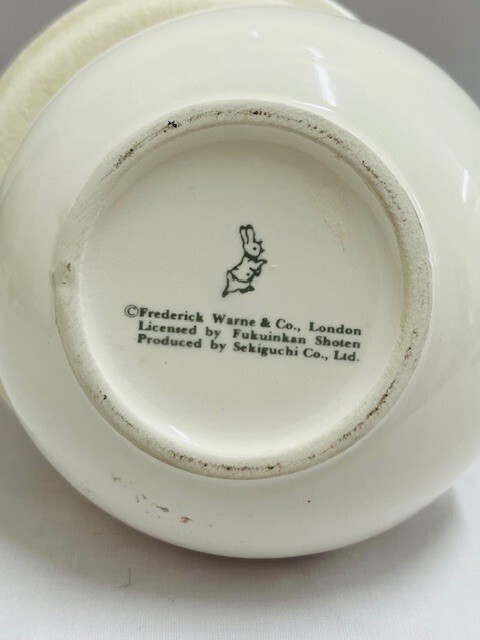 ©Frederick Warne & Co., London
Licensed by Fukuinkan Shoten
Produced by Sekiguchi Co., Ltd.